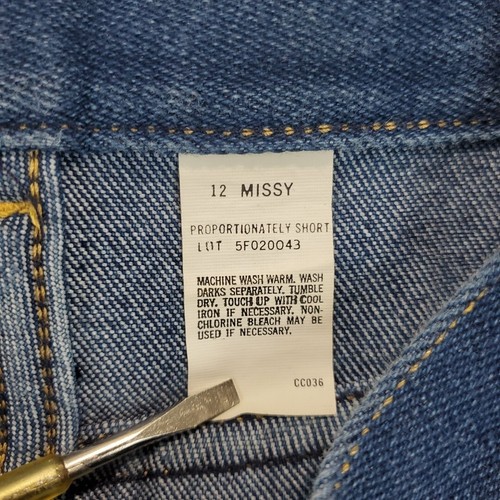 12 MISSY
PROPORTIONATELY SHORT
LOT 5F020043
MACHINE WASH WARM. WASH
DARKS SEPARATELY. TUMBLE
DRY. TOUCH UP WITH COOL
IRON IF NECESSARY. NON-
CHLORINE BLEACH MAY BE
USED IF NECESSARY.
CC036